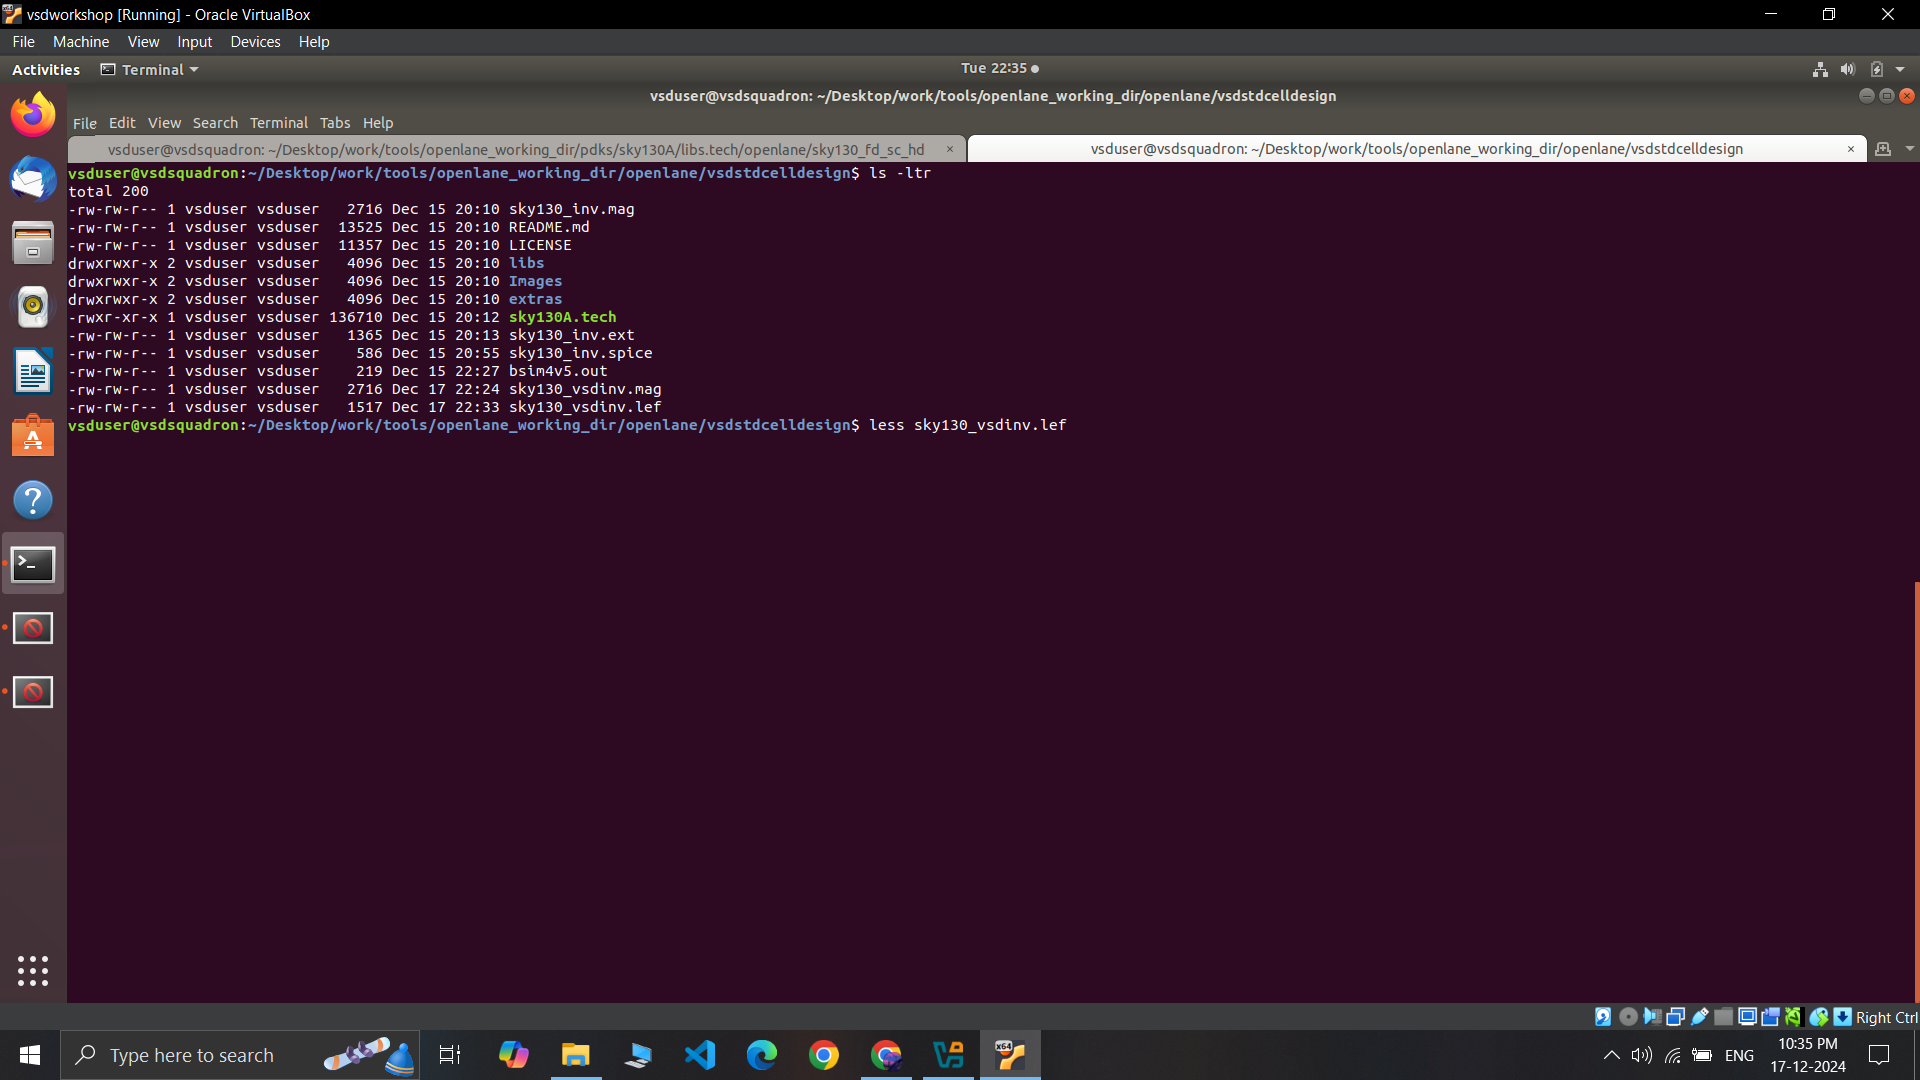 vsdworkshop [Running] - Oracle VirtualBox
File Machine View Input Devices Help
Activities Terminal Tue 22:35
vsduser@vsdsquadron: ~/Desktop/work/tools/openlane_working_dir/openlane/vsdstdcelldesign
File Edit View Search Terminal Tabs Help
vsduser@vsdsquadron: ~/Desktop/work/tools/openlane_working_dir/pdks/sky130A/libs.tech/openlane/sky130_fd_sc_hd × vsduser@vsdsquadron: ~/Desktop/work/tools/openlane_working_dir/openlane/vsdstdcelldesign ×
vsduser@vsdsquadron:~/Desktop/work/tools/openlane_working_dir/openlane/vsdstdcelldesign$ ls -ltr
total 200
-rw-rw-r-- 1 vsduser vsduser   2716 Dec 15 20:10 sky130_inv.mag
-rw-rw-r-- 1 vsduser vsduser  13525 Dec 15 20:10 README.md
-rw-rw-r-- 1 vsduser vsduser  11357 Dec 15 20:10 LICENSE
drwxrwxr-x 2 vsduser vsduser   4096 Dec 15 20:10 libs
drwxrwxr-x 2 vsduser vsduser   4096 Dec 15 20:10 Images
drwxrwxr-x 2 vsduser vsduser   4096 Dec 15 20:10 extras
-rwxr-xr-x 1 vsduser vsduser 136710 Dec 15 20:12 sky130A.tech
-rw-rw-r-- 1 vsduser vsduser   1365 Dec 15 20:13 sky130_inv.ext
-rw-rw-r-- 1 vsduser vsduser    586 Dec 15 20:55 sky130_inv.spice
-rw-rw-r-- 1 vsduser vsduser    219 Dec 15 22:27 bsim4v5.out
-rw-rw-r-- 1 vsduser vsduser   2716 Dec 17 22:24 sky130_vsdinv.mag
-rw-rw-r-- 1 vsduser vsduser   1517 Dec 17 22:33 sky130_vsdinv.lef
vsduser@vsdsquadron:~/Desktop/work/tools/openlane_working_dir/openlane/vsdstdcelldesign$ less sky130_vsdinv.lef
Right Ctrl
Type here to search
x64
ENG
10:35 PM
17-12-2024